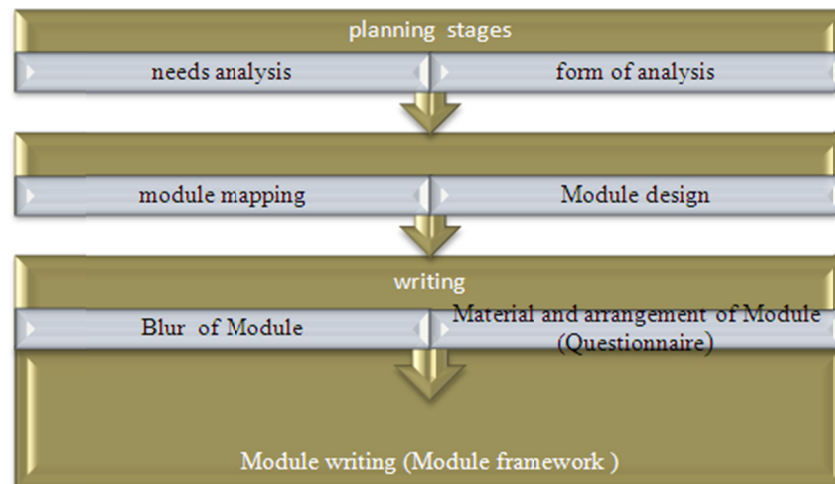 planning stages
needs analysis
form of analysis
module mapping
Module design
writing
Blur of Module
Material and arrangement of Module
(Questionnaire)
Module writing (Module framework )